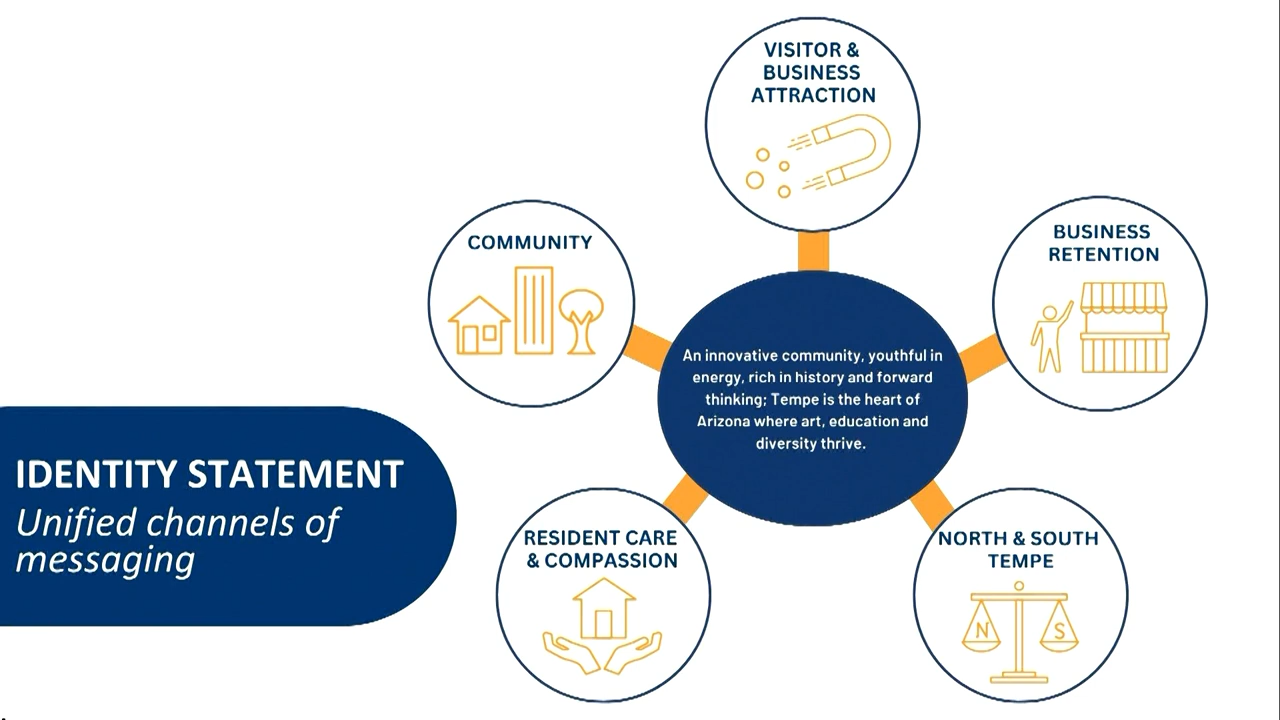 VISITOR &
BUSINESS
ATTRACTION
COMMUNITY
BUSINESS
RETENTION
An innovative community, youthful in
energy, rich in history and forward
thinking; Tempe is the heart of
Arizona where art, education and
diversity thrive.
IDENTITY STATEMENT
Unified channels of
messaging
RESIDENT CARE
& COMPASSION
NORTH & SOUTH
TEMPE
N S